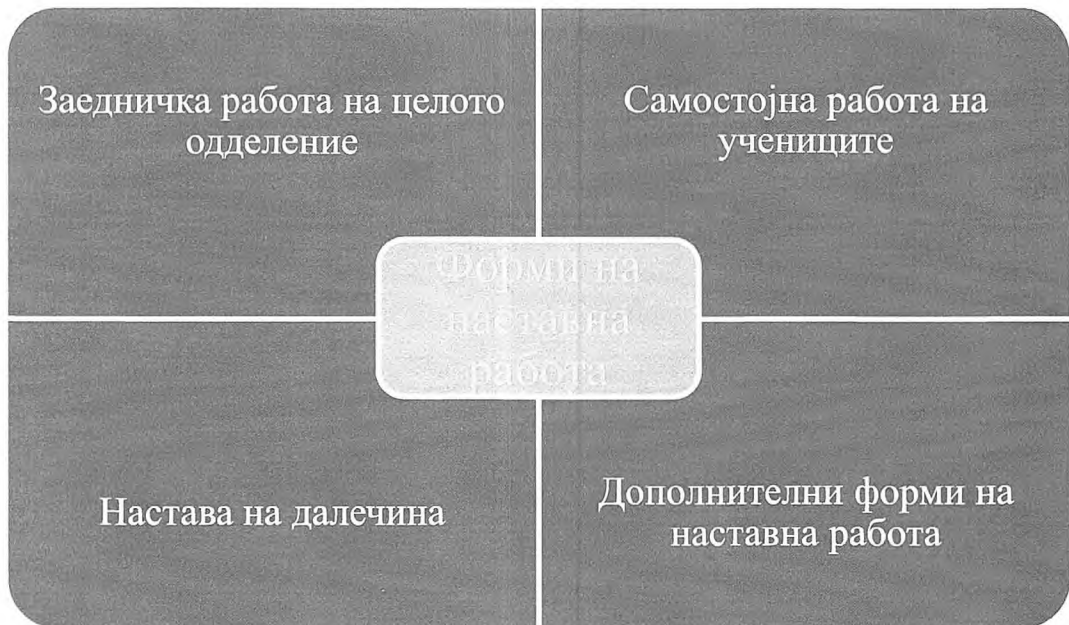 Заедничка работа на целото
одделение
Самостојна работа на
учениците
Форми на
наставна
работа
Настава на далечина
Дополнителни форми на
наставна работа